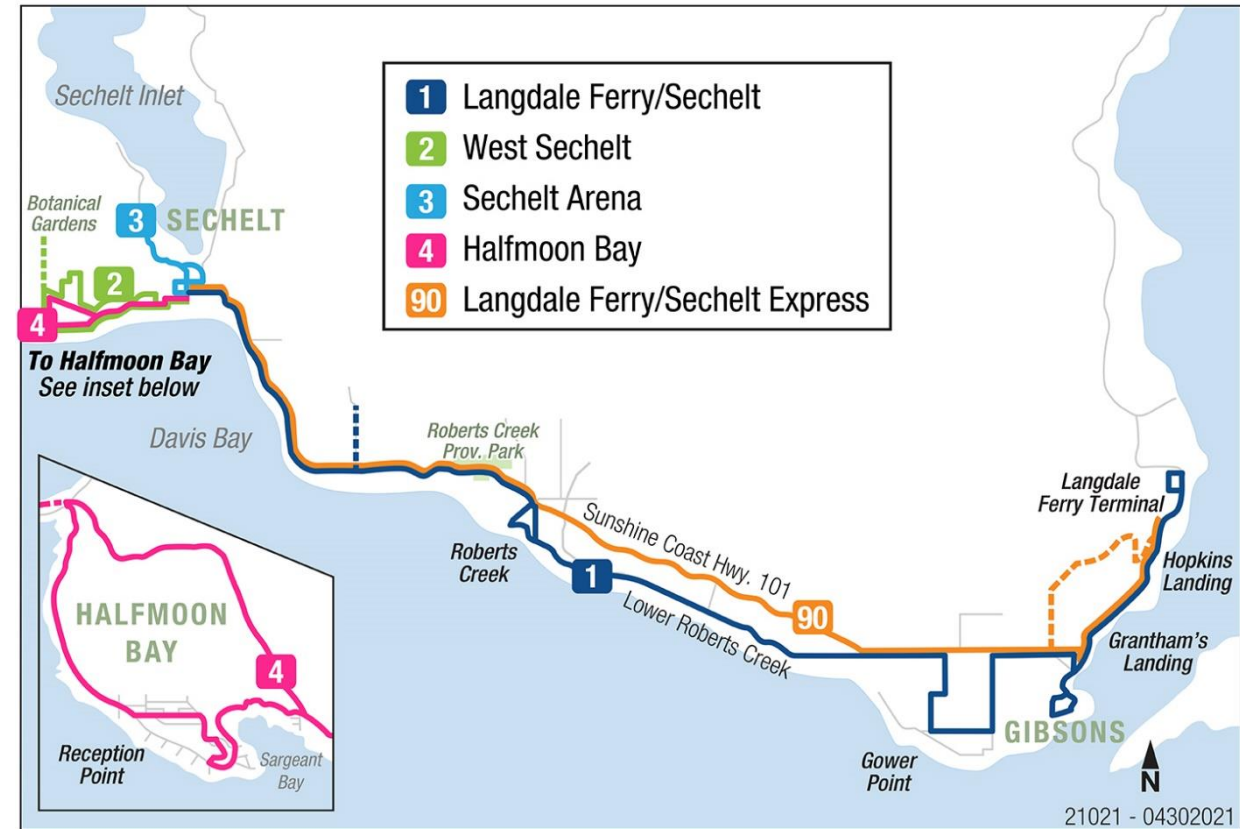 Sechelt Inlet
1 Langdale Ferry/Sechelt
2 West Sechelt
3 Sechelt Arena
4 Halfmoon Bay
90 Langdale Ferry/Sechelt Express
Botanical
Gardens
3
SECHELT
2
4
To Halfmoon Bay
See inset below
Davis Bay
Roberts Creek
Prov. Park
Roberts
Creek
1
Sunshine Coast Hwy. 101
Lower Roberts Creek
90
Langdale
Ferry Terminal
Hopkins
Landing
Grantham's
Landing
GIBSONS
Gower
Point
HALFMOON
BAY
4
Reception
Point
Sargeant
Bay
N
21021 - 04302021